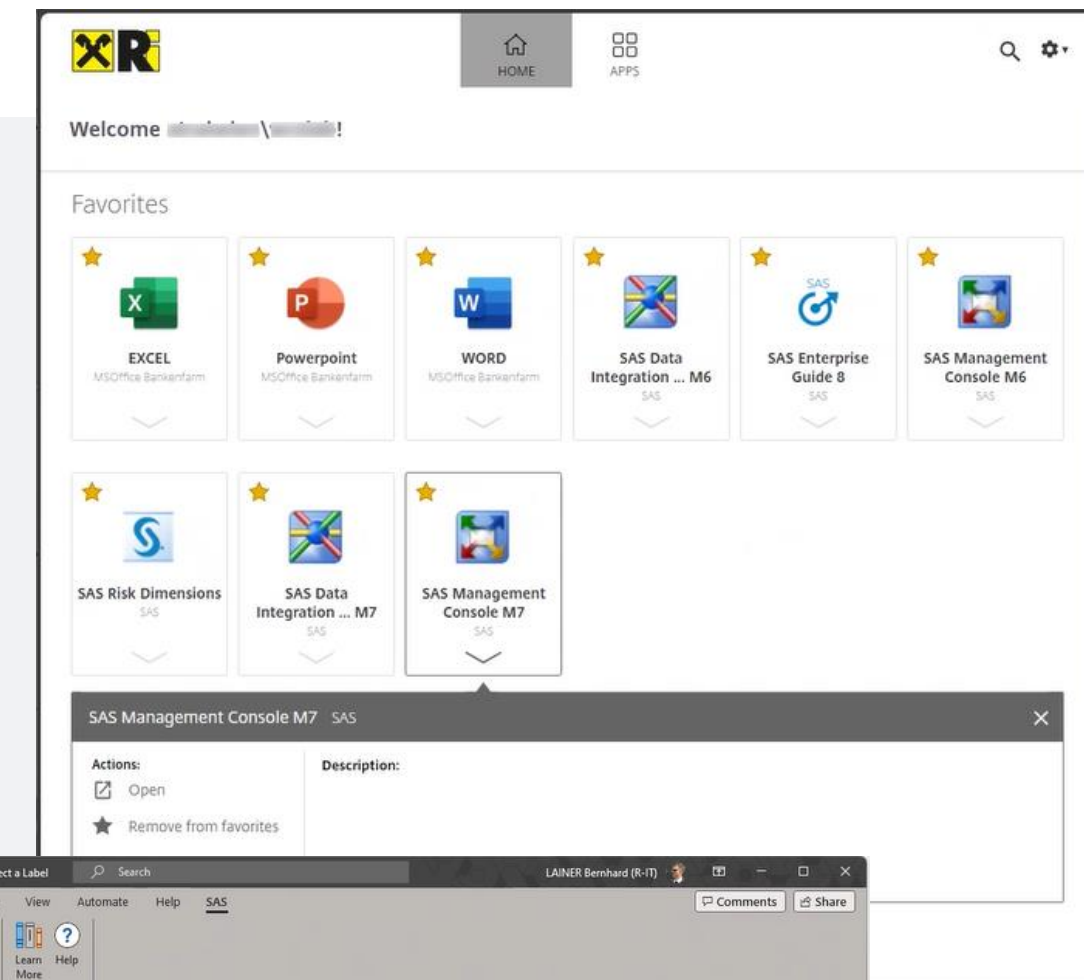 HOME
APPS
Welcome \ !
Favorites
X
EXCEL
MSOffice Bankenfarm
P
Powerpoint
MSOffice Bankenfarm
W
WORD
MSOffice Bankenfarm
SAS Data
Integration ... M6
SAS
SAS
SAS Enterprise
Guide 8
SAS
SAS Management
Console M6
SAS
S
SAS Risk Dimensions
SAS
SAS Data
Integration ... M7
SAS
SAS Management
Console M7
SAS
SAS Management Console M7 SAS
Actions:
Open
Remove from favorites
Description:
ect a Label
Search
LAINER Bernhard (R-IT)
View Automate Help SAS
Comments Share
Learn
More
? Help